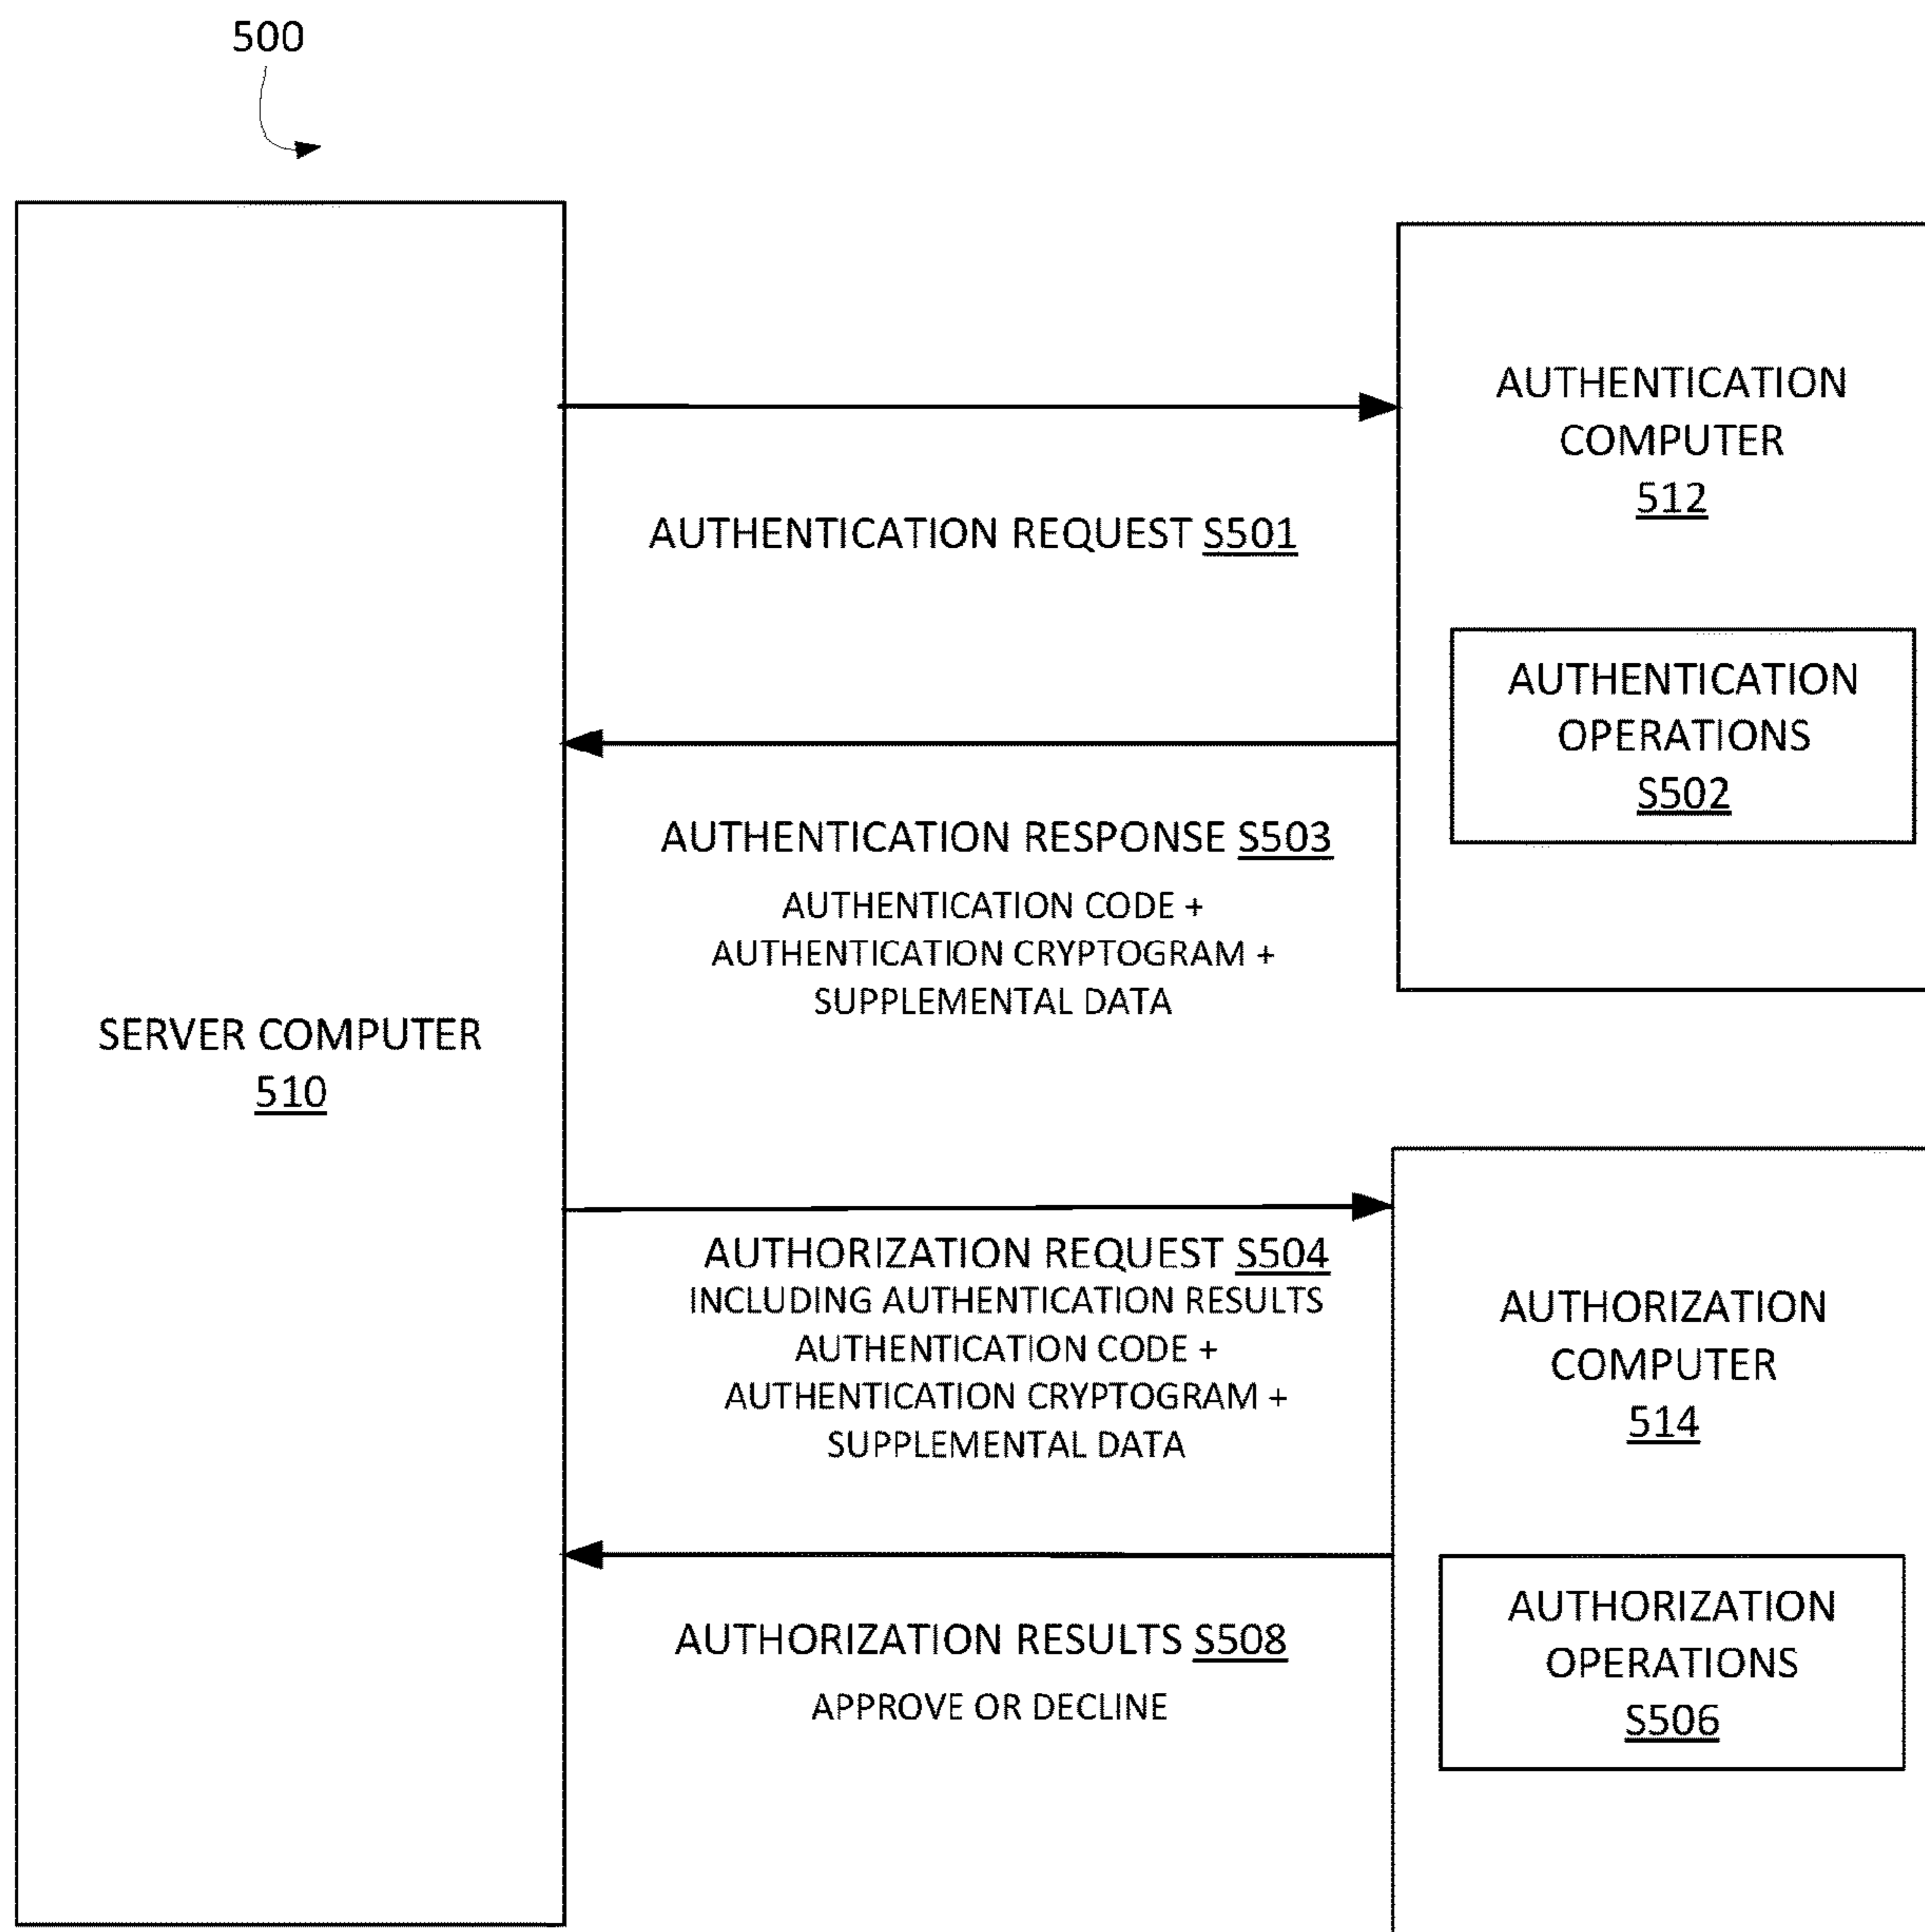 500
SERVER COMPUTER
510
AUTHENTICATION REQUEST S501
AUTHENTICATION
COMPUTER
512
AUTHENTICATION
OPERATIONS
S502
AUTHENTICATION RESPONSE S503
AUTHENTICATION CODE +
AUTHENTICATION CRYPTOGRAM +
SUPPLEMENTAL DATA
AUTHORIZATION REQUEST S504
INCLUDING AUTHENTICATION RESULTS
AUTHENTICATION CODE +
AUTHENTICATION CRYPTOGRAM +
SUPPLEMENTAL DATA
AUTHORIZATION
COMPUTER
514
AUTHORIZATION
OPERATIONS
S506
AUTHORIZATION RESULTS S508
APPROVE OR DECLINE